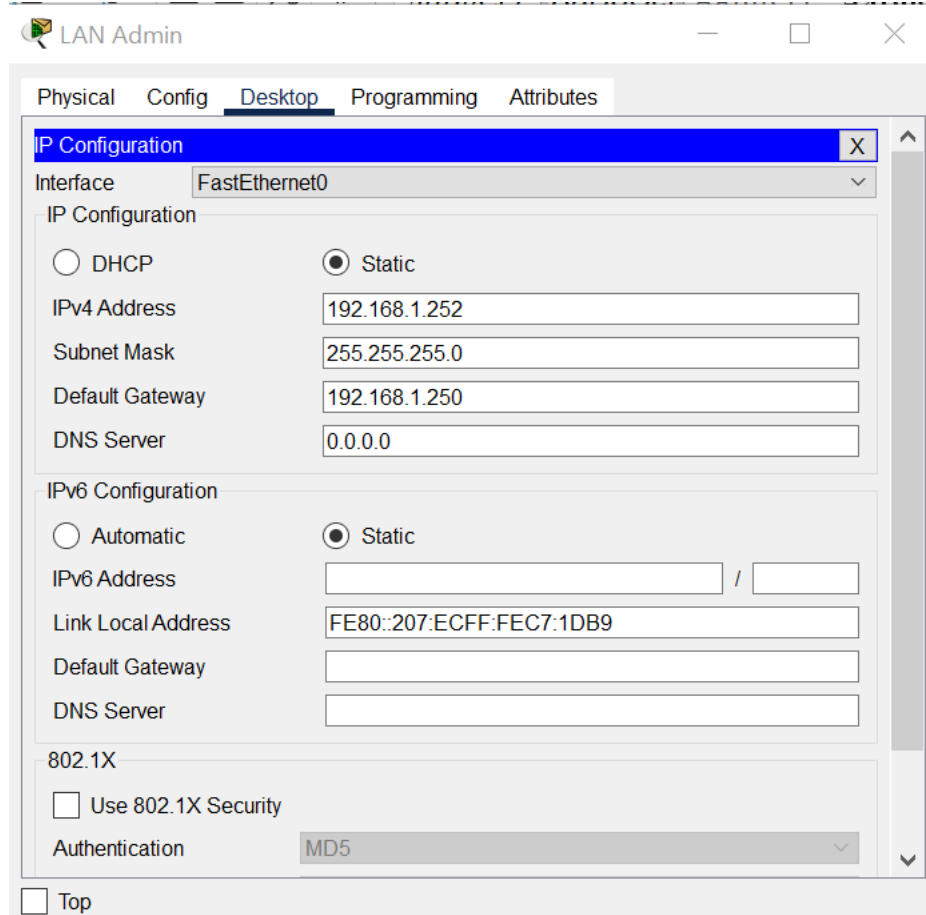 LAN Admin
Physical Config Desktop Programming Attributes
IP Configuration X
Interface FastEthernet0
IP Configuration
DHCP Static
IPv4 Address 192.168.1.252
Subnet Mask 255.255.255.0
Default Gateway 192.168.1.250
DNS Server 0.0.0.0
IPv6 Configuration
Automatic Static
IPv6 Address /
Link Local Address FE80::207:ECFF:FEC7:1DB9
Default Gateway
DNS Server
802.1X
Use 802.1X Security
Authentication MD5
Top